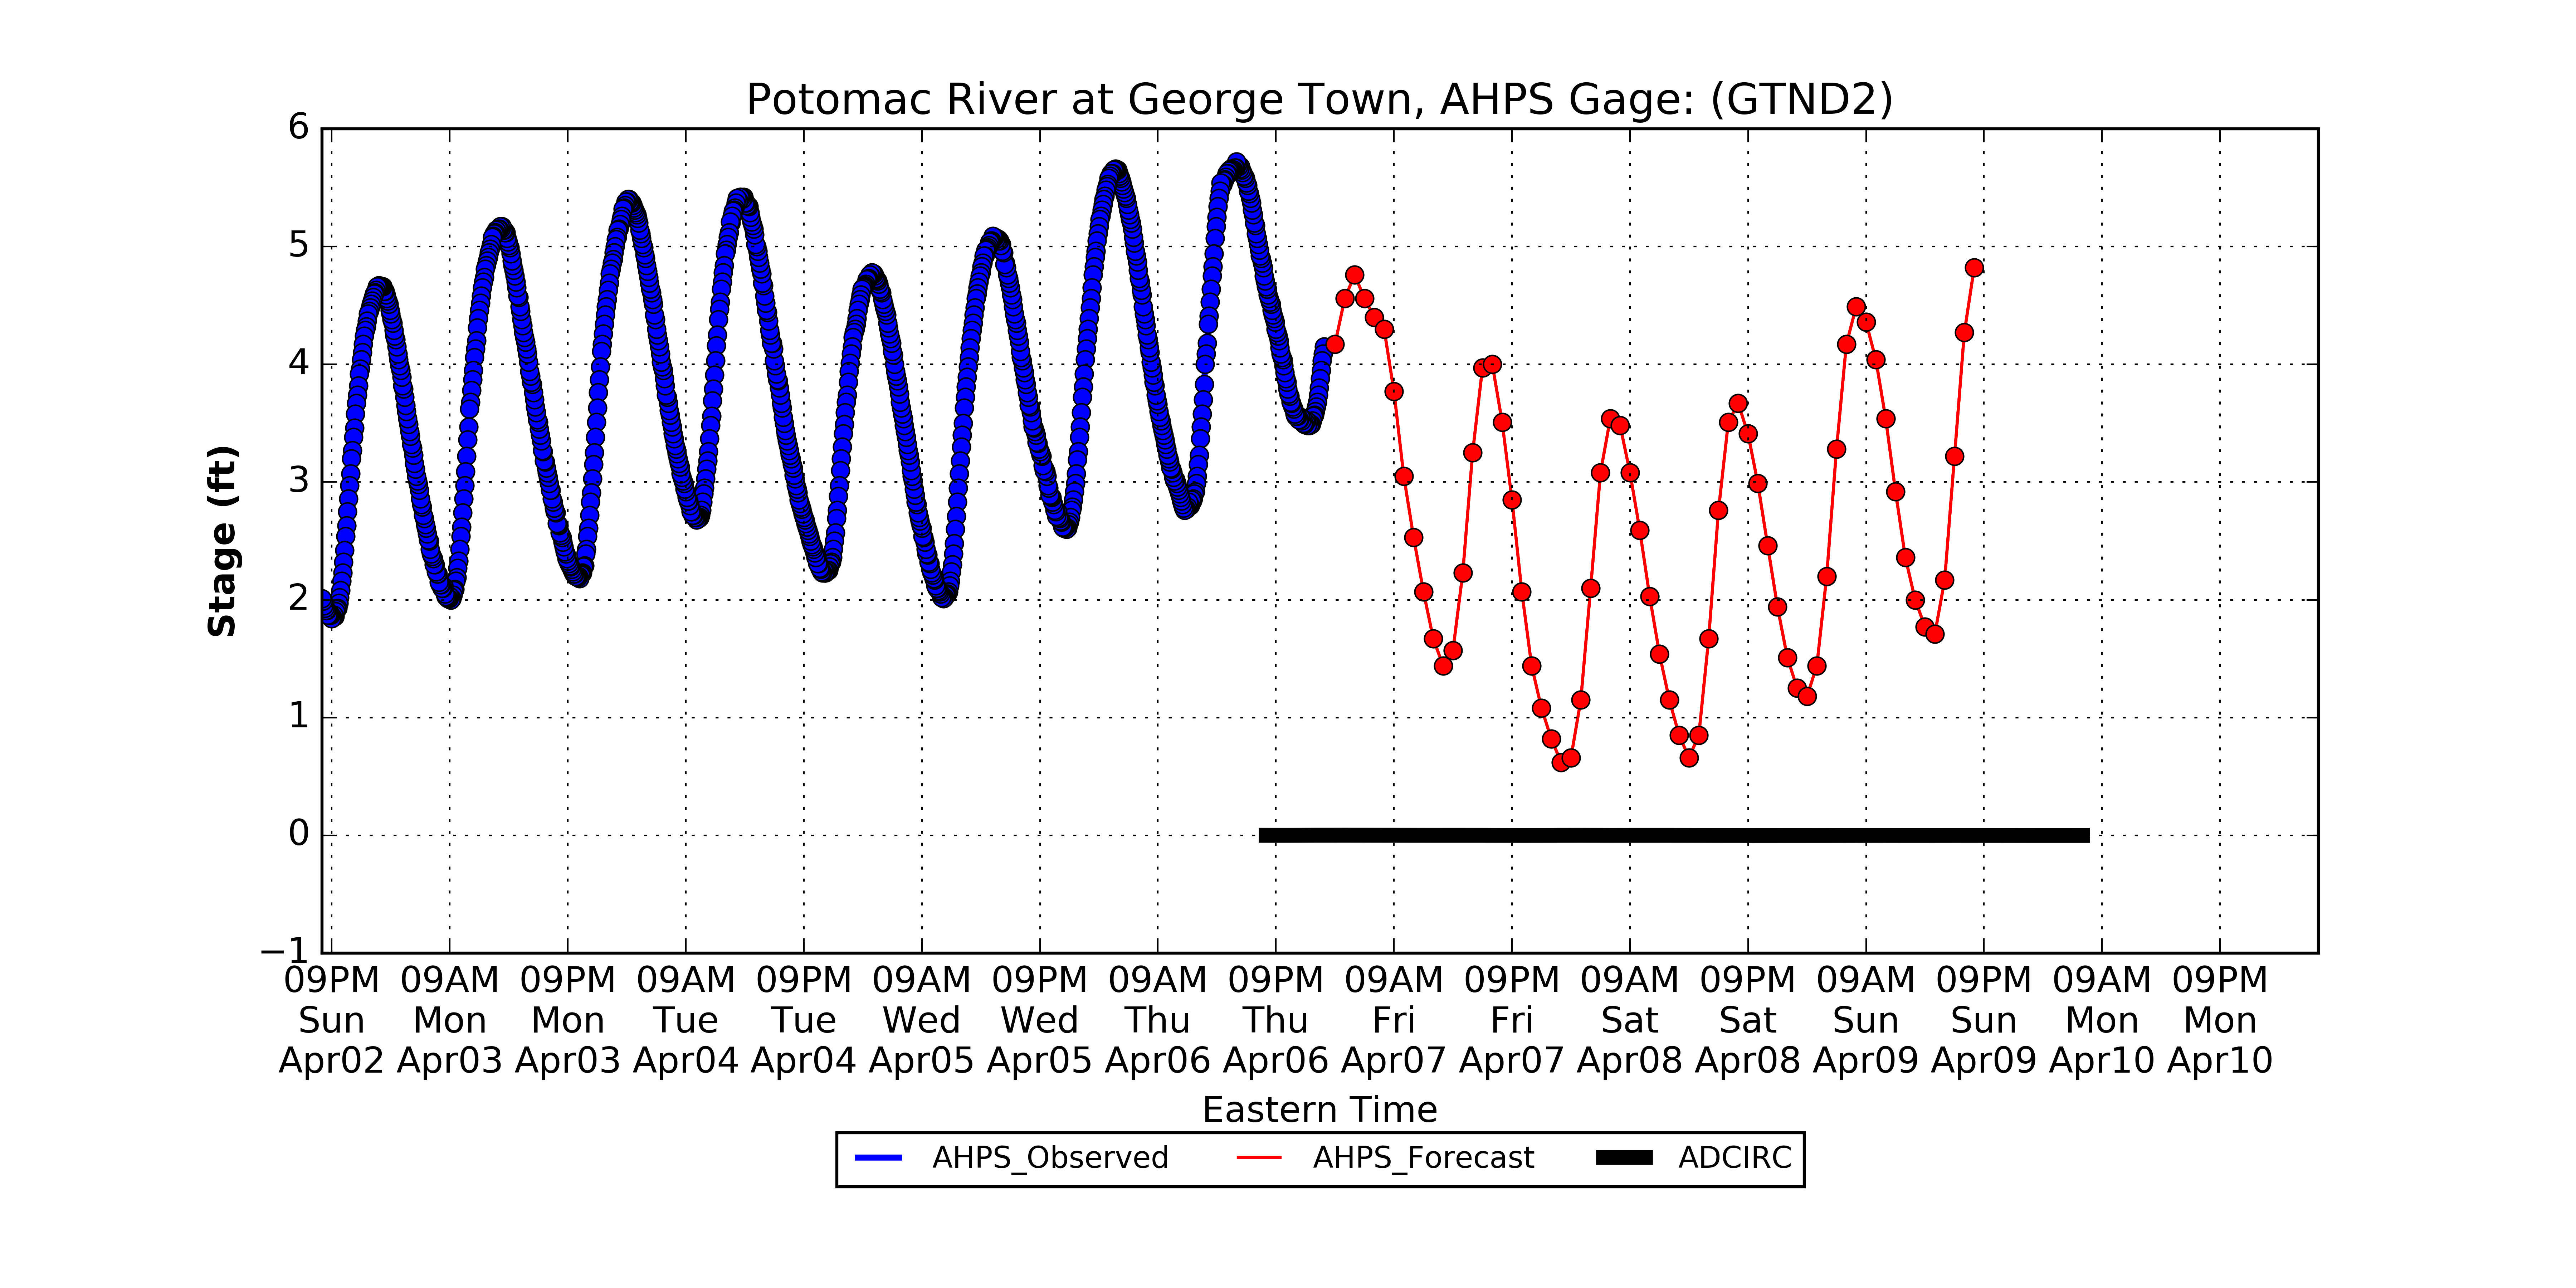 Potomac River at George Town, AHPS Gage: (GTND2)
6
5
4
3
2
1
0
−1
Stage (ft)
09PM 09AM 09PM 09AM 09PM 09AM 09PM 09AM 09PM 09AM 09PM 09AM 09PM 09AM 09PM 09AM 09PM
Sun Mon Mon Tue Tue Wed Wed Thu Thu Fri Fri Sat Sat Sun Sun Mon Mon
Apr02 Apr03 Apr03 Apr04 Apr04 Apr05 Apr05 Apr06 Apr06 Apr07 Apr07 Apr08 Apr08 Apr09 Apr09 Apr10 Apr10
Eastern Time
AHPS_Observed AHPS_Forecast ADCIRC